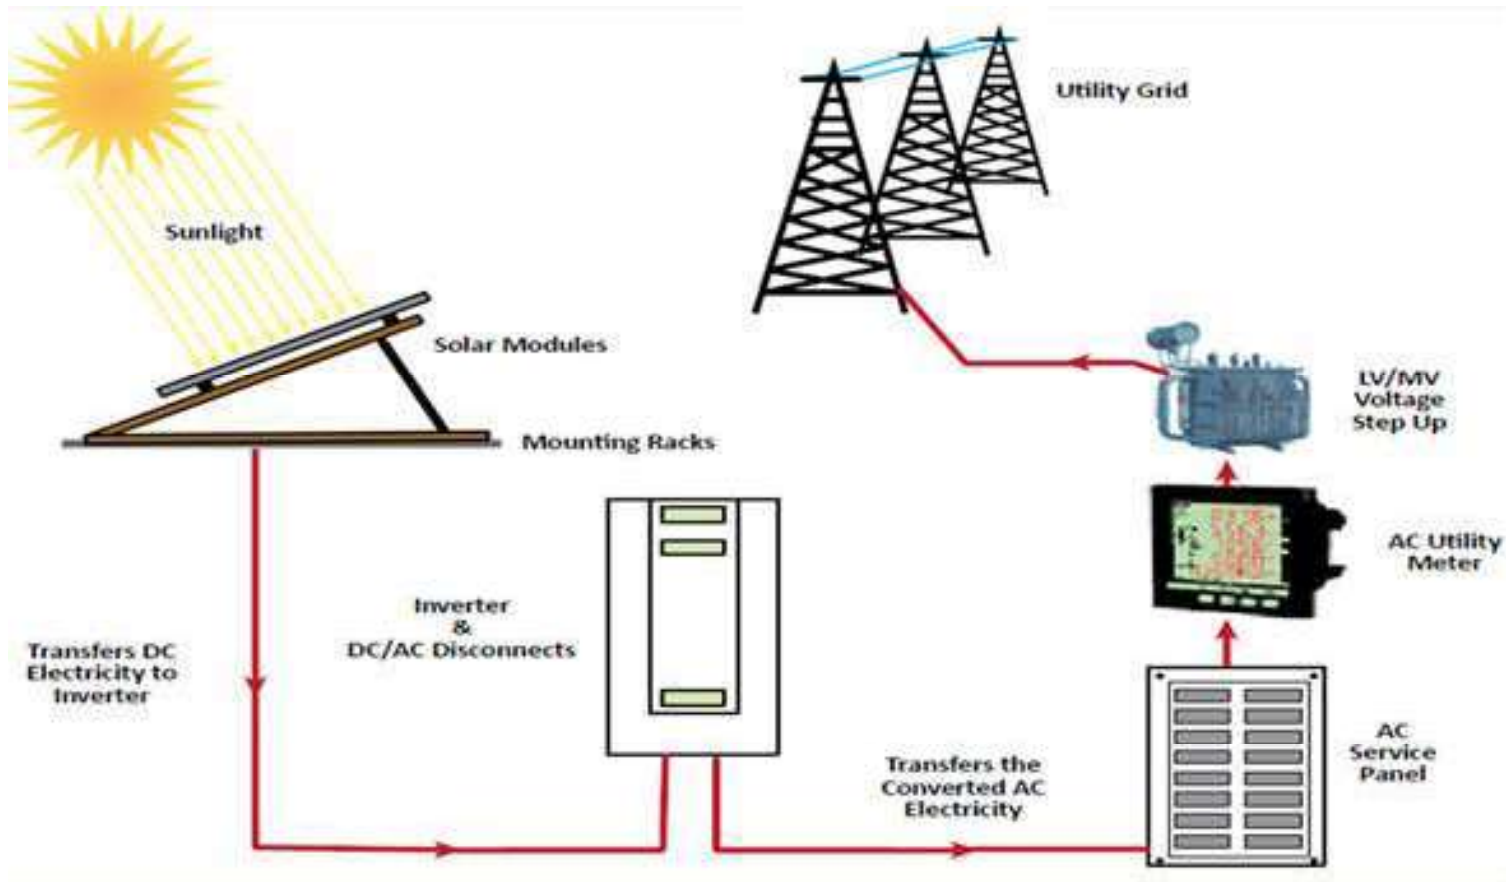 Utility Grid
Sunlight
Solar Modules
Mounting Racks
LV/MV
Voltage
Step Up
AC Utility
Meter
Inverter
&
DC/AC Disconnects
Transfers DC
Electricity to
Inverter
Transfers the
Converted AC
Electricity
AC
Service
Panel